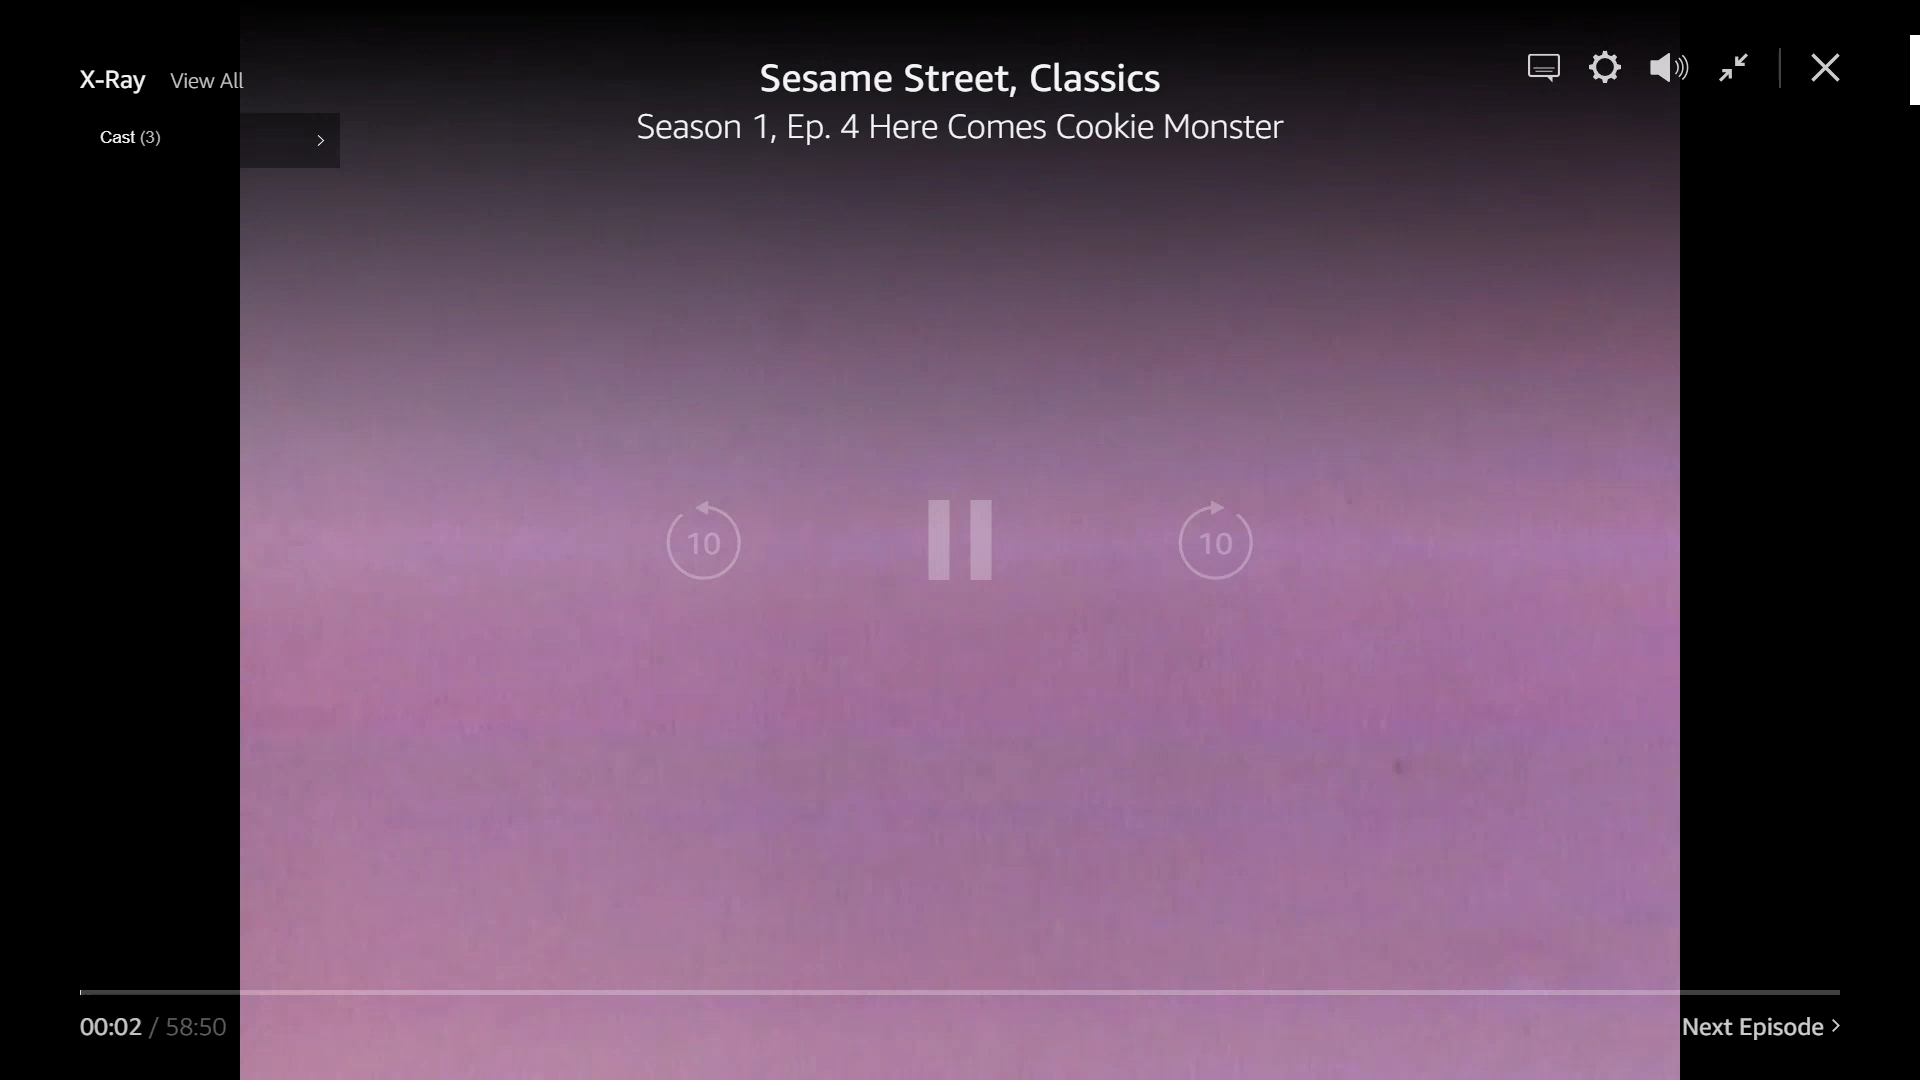 X-Ray View All
Sesame Street, Classics
Season 1, Ep. 4 Here Comes Cookie Monster
Cast (3)
10
10
00:02 / 58:50
Next Episode